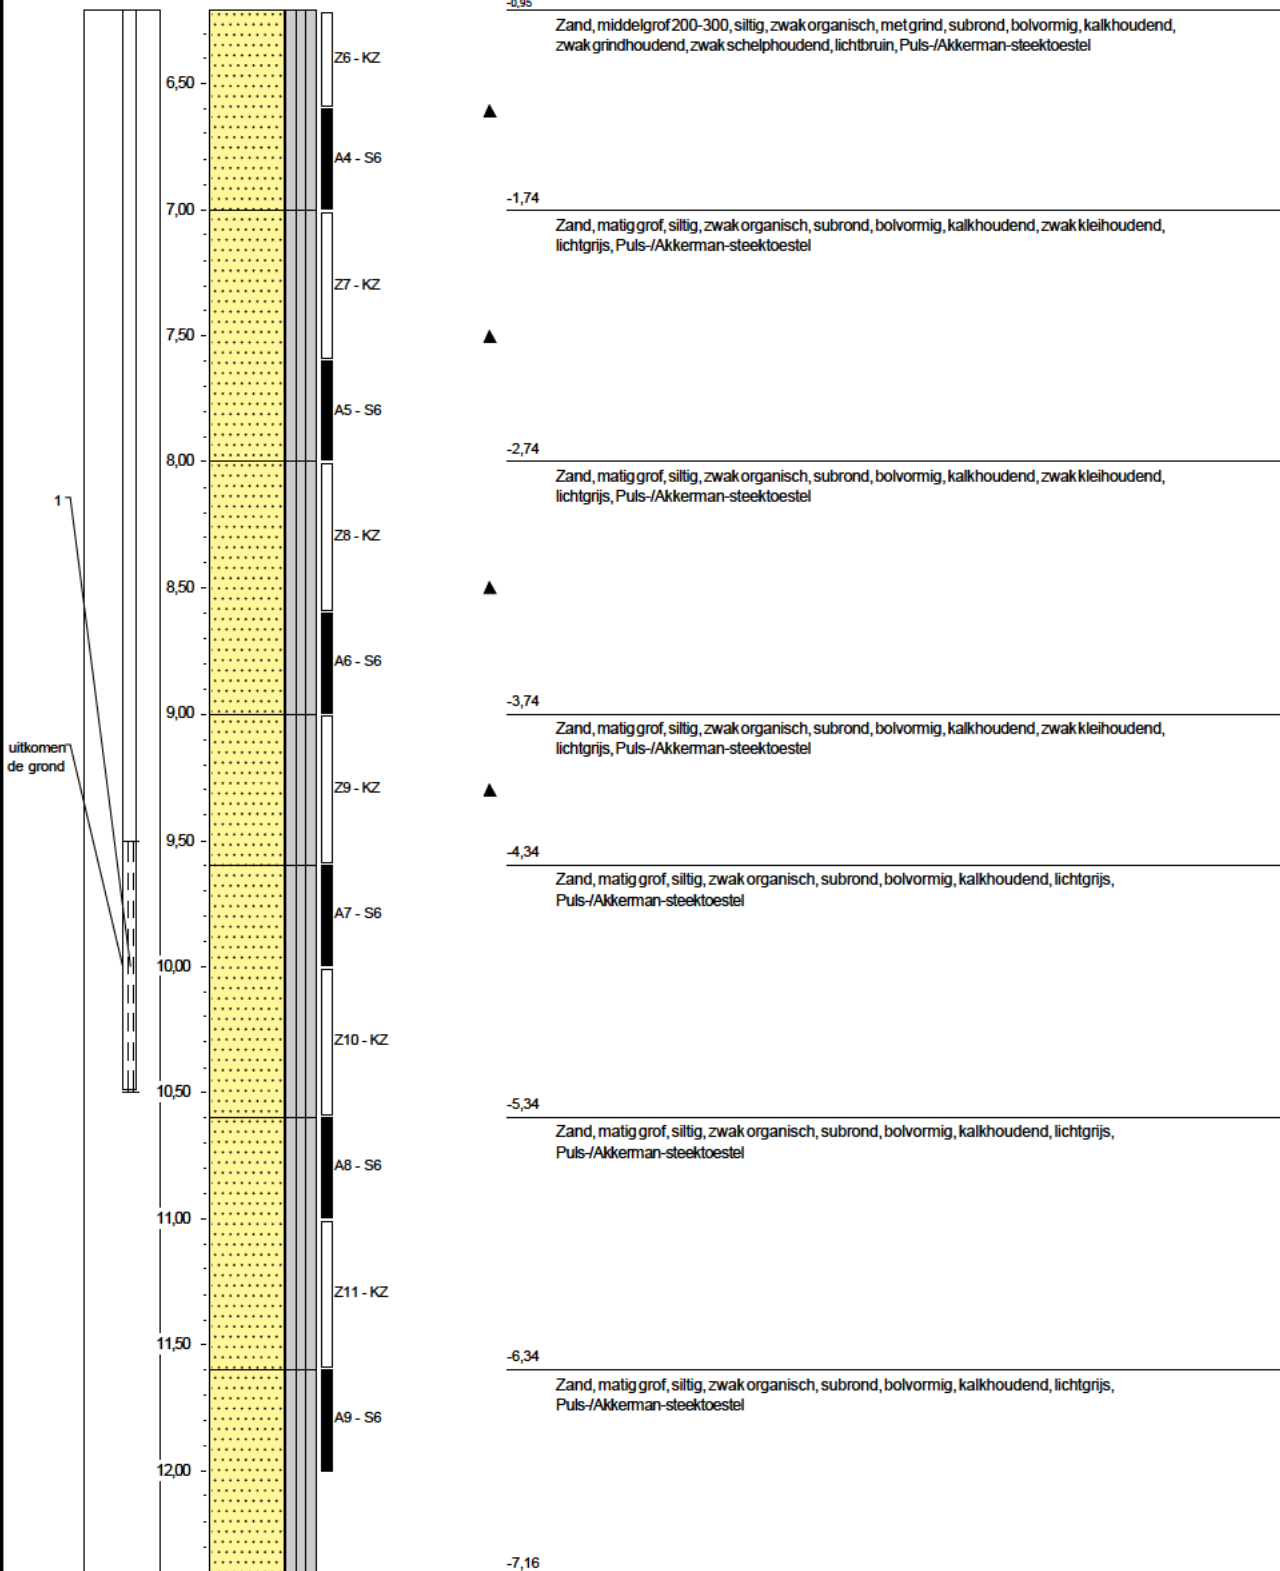 -0,95
Zand, middelgrof 200-300, siltig, zwak organisch, met grind, subrond, bolvormig, kalkhoudend,
zwak grindhoudend, zwak schelphoudend, lichtbruin, Puls-/Akkerman-steektoestel
Z6 - KZ
6,50
A4 - S6
-1,74
7,00
Zand, matig grof, siltig, zwak organisch, subrond, bolvormig, kalkhoudend, zwak kleihoudend,
lichtgrijs, Puls-/Akkerman-steektoestel
Z7 - KZ
7,50
A5 - S6
-2,74
8,00
Zand, matig grof, siltig, zwak organisch, subrond, bolvormig, kalkhoudend, zwak kleihoudend,
lichtgrijs, Puls-/Akkerman-steektoestel
1
Z8 - KZ
8,50
A6 - S6
-3,74
9,00
Zand, matig grof, siltig, zwak organisch, subrond, bolvormig, kalkhoudend, zwak kleihoudend,
lichtgrijs, Puls-/Akkerman-steektoestel
uitkomen
de grond
Z9 - KZ
9,50
-4,34
Zand, matig grof, siltig, zwak organisch, subrond, bolvormig, kalkhoudend, lichtgrijs,
Puls-/Akkerman-steektoestel
A7 - S6
10,00
Z10 - KZ
10,50
-5,34
Zand, matig grof, siltig, zwak organisch, subrond, bolvormig, kalkhoudend, lichtgrijs,
Puls-/Akkerman-steektoestel
A8 - S6
11,00
Z11 - KZ
11,50
-6,34
Zand, matig grof, siltig, zwak organisch, subrond, bolvormig, kalkhoudend, lichtgrijs,
Puls-/Akkerman-steektoestel
A9 - S6
12,00
-7,16